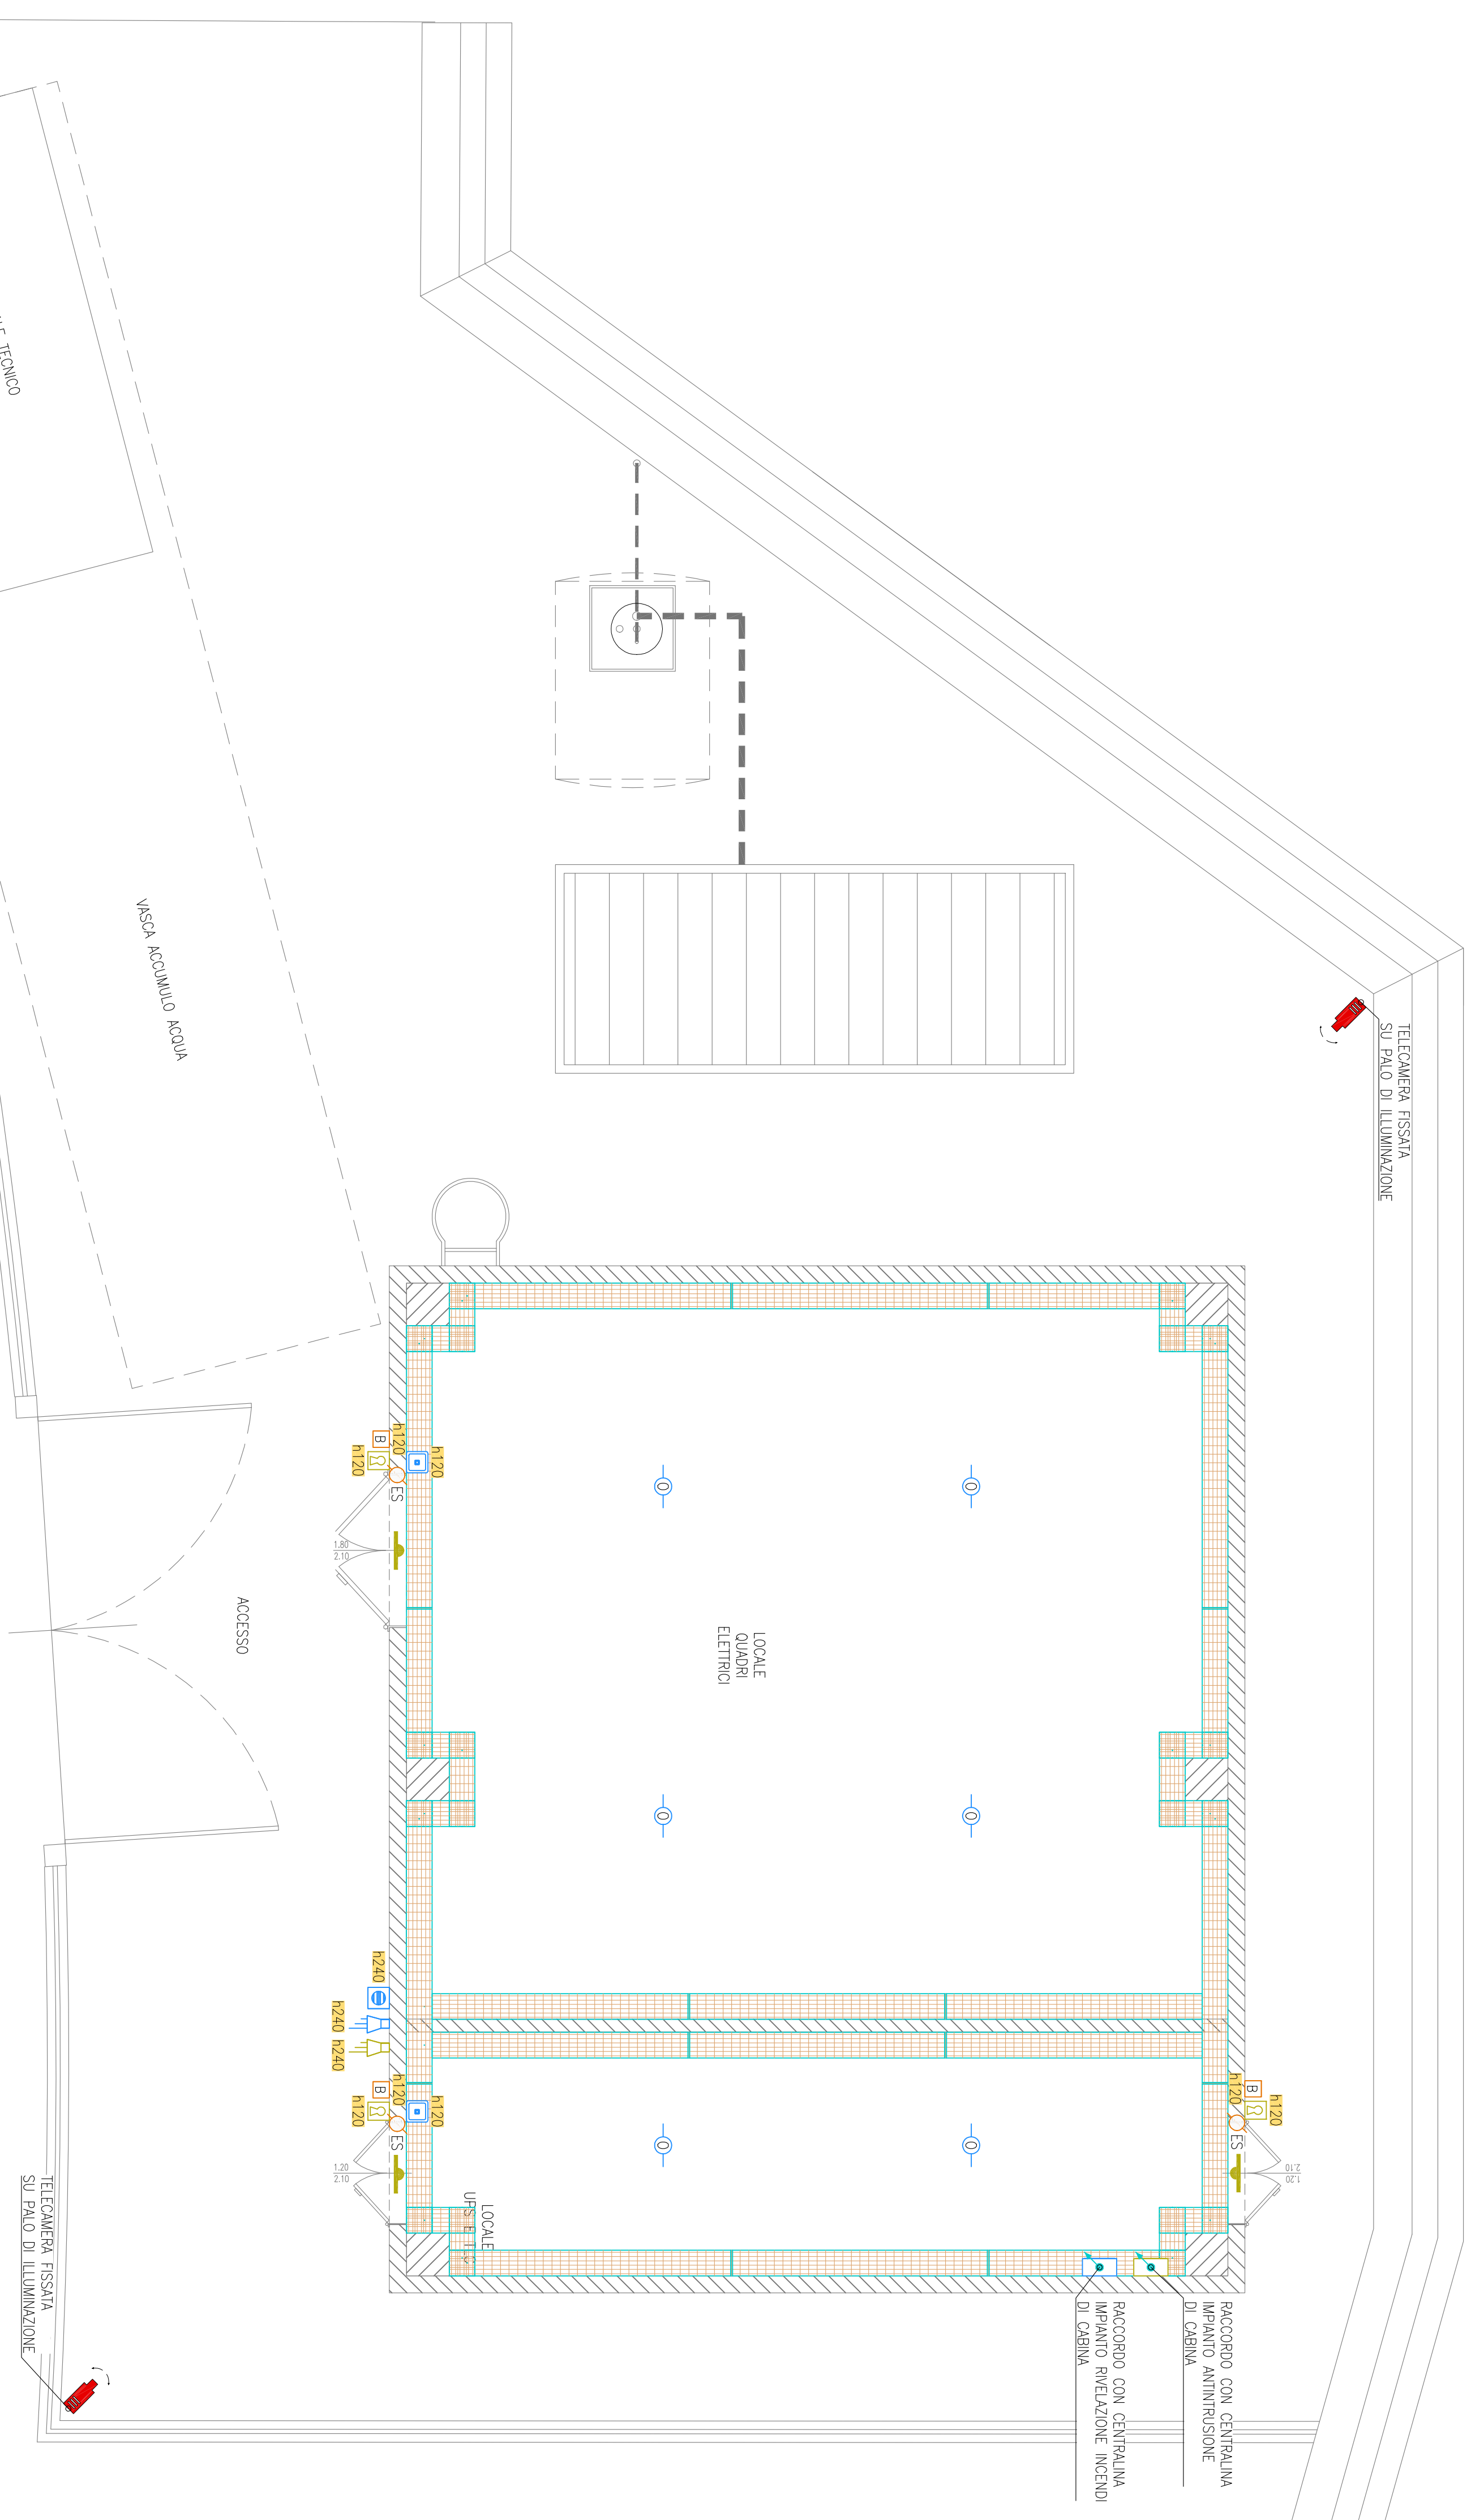 TECNICO
VASCA ACCUMULO ACQUA
TELECAMERA FISSATA
SU PALO DI ILLUMINAZIONE
ACCESSO
B
h120
h120
h120
ES
1.80
2.10
O
O
LOCALE
QUADRI
ELETTRICI
O
O
h240
h240
h240
B
h120
h120
h120
ES
1.20
2.10
O
O
B
h120
h120
ES
1.20
2.10
LOCALE
UPS E
RACCORDO CON CENTRALINA
IMPIANTO ANTINTRUSIONE
DI CABINA
RACCORDO CON CENTRALINA
IMPIANTO RIVELAZIONE INCENDI
DI CABINA
TELECAMERA FISSATA
SU PALO DI ILLUMINAZIONE